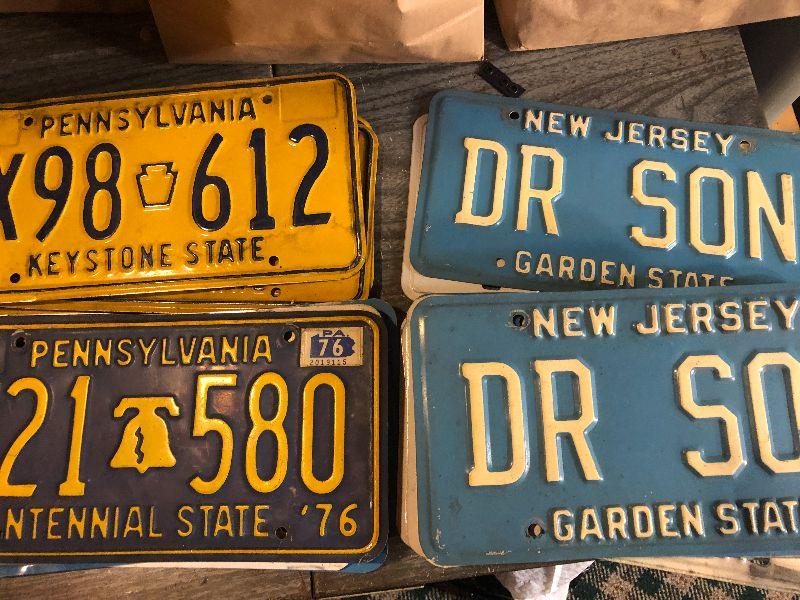 PENNSYLVANIA
X98 612
KEYSTONE STATE
NEW JERSEY
DR SON
GARDEN STATE
PENNSYLVANIA
PA
76
2019115
21 580
NTENNIAL STATE '76
NEW JERSEY
DR SO
GARDEN STAT